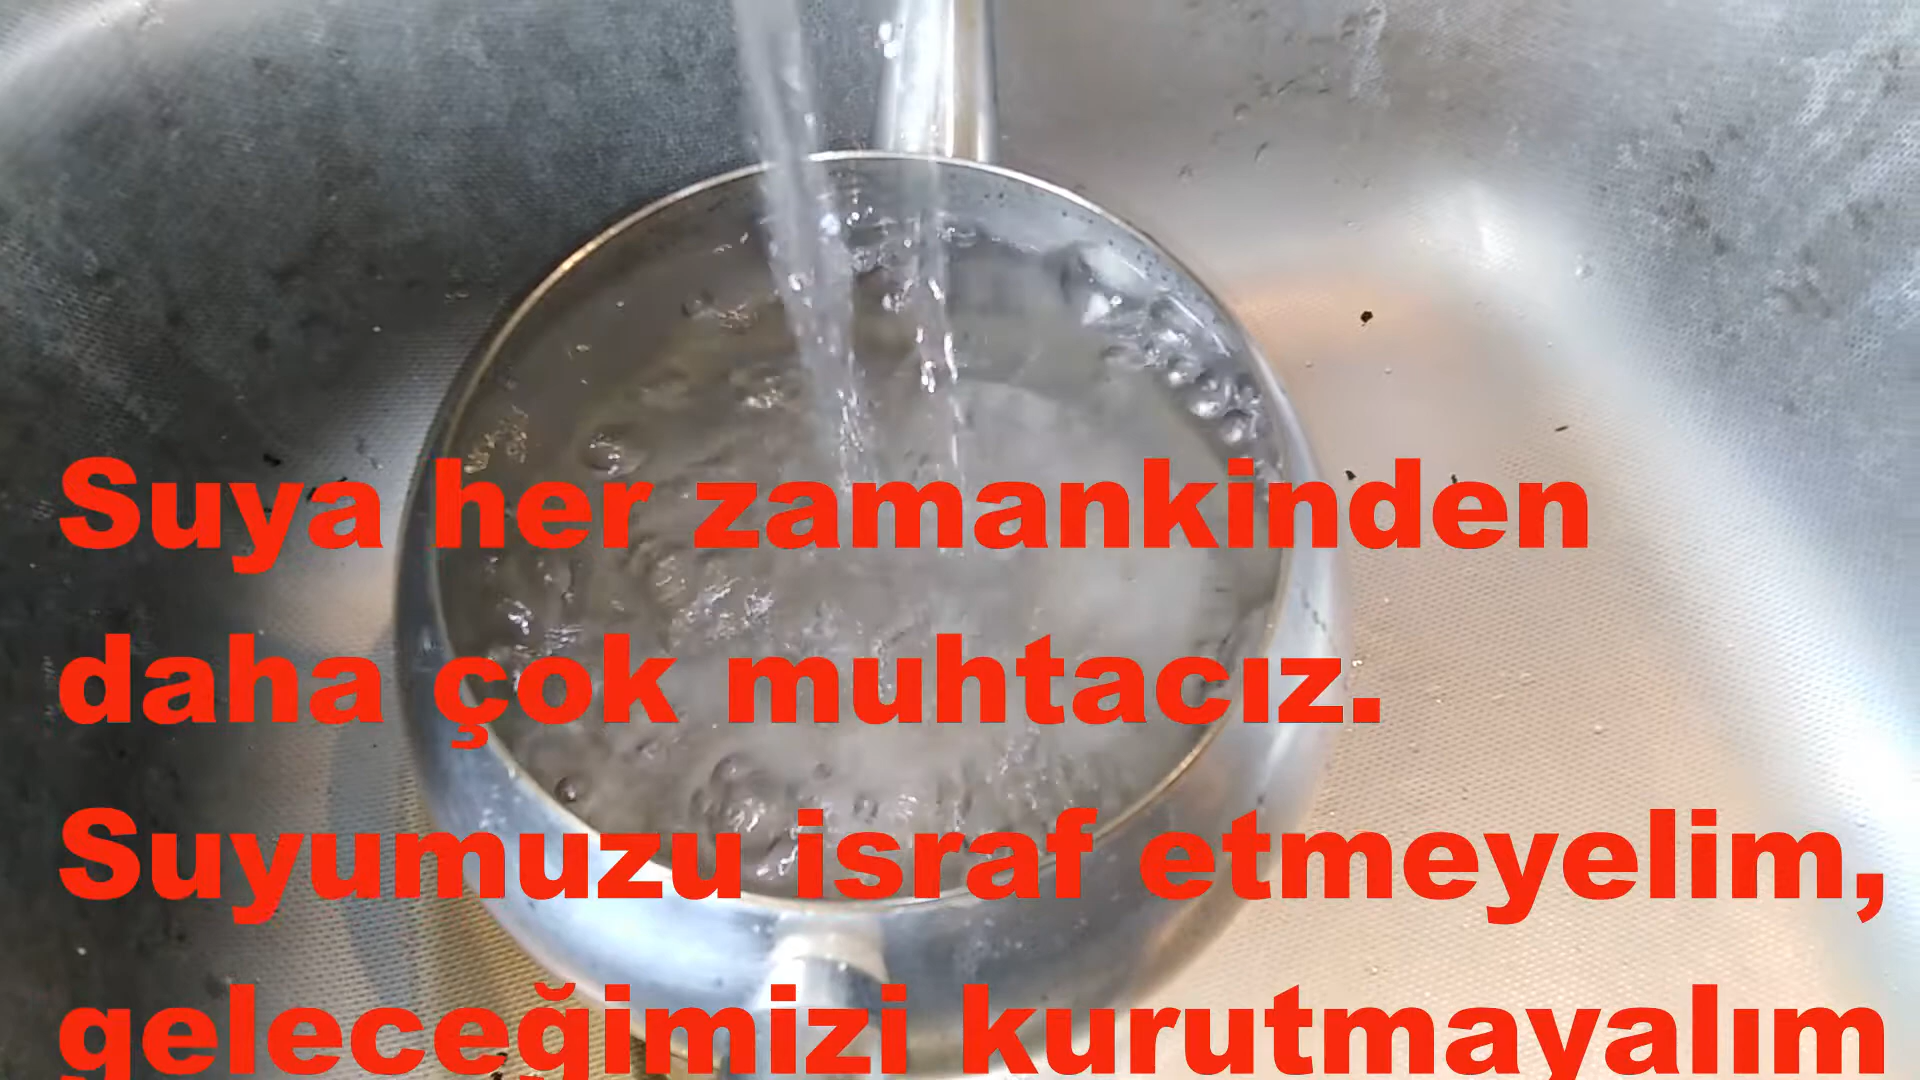 Suya her zamankinden
daha çok muhtacız.
Suyumuzu israf etmeyelim,
geleceğimizi kurutmayalım